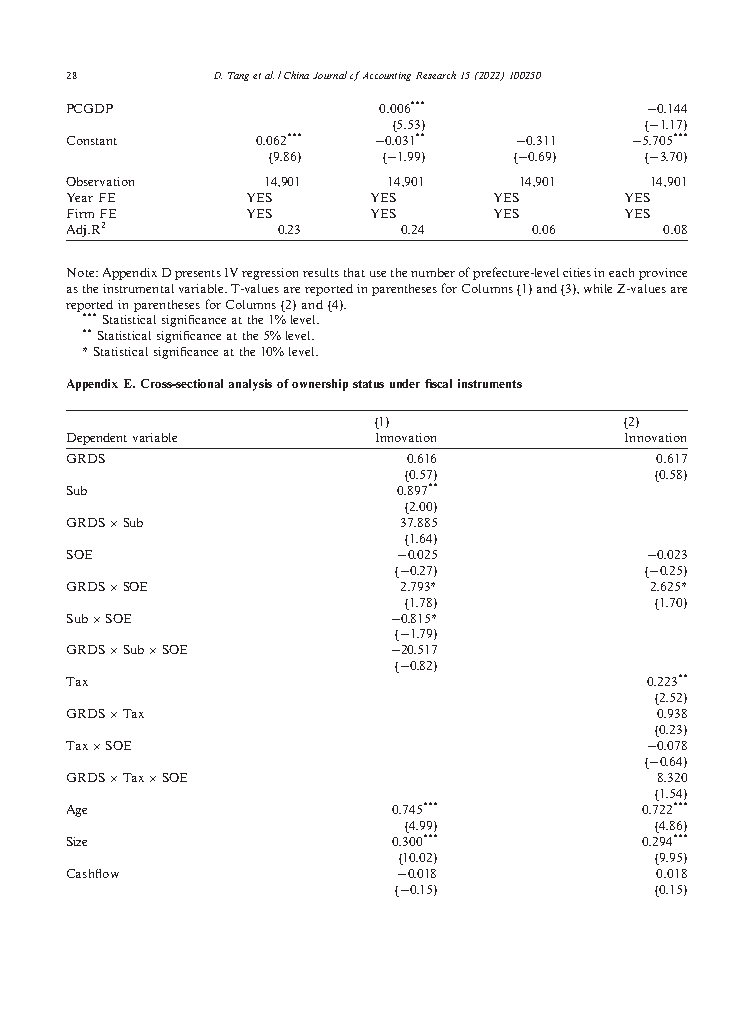 28 D. Tang et al. / China Journal of Accounting Research 15 (2022) 100250
PCGDP 0.006*** −0.144
(5.53) (−1.17)
Constant 0.062*** −0.031** −0.311 −5.705***
(9.86) (−1.99) (−0.69) (−3.70)
Observation 14,901 14,901 14,901 14,901
Year FE YES YES YES YES
Firm FE YES YES YES YES
Adj.R2 0.23 0.24 0.06 0.08
Note: Appendix D presents IV regression results that use the number of prefecture-level cities in each province
as the instrumental variable. T-values are reported in parentheses for Columns (1) and (3), while Z-values are
reported in parentheses for Columns (2) and (4).
*** Statistical significance at the 1% level.
** Statistical significance at the 5% level.
* Statistical significance at the 10% level.
Appendix E. Cross-sectional analysis of ownership status under fiscal instruments
(1) (2)
Dependent variable Innovation Innovation
GRDS 0.616 0.617
(0.57) (0.58)
Sub 0.897**
(2.00)
GRDS × Sub 37.885
(1.64)
SOE −0.025 −0.023
(−0.27) (−0.25)
GRDS × SOE 2.793* 2.625*
(1.78) (1.70)
Sub × SOE −0.815*
(−1.79)
GRDS × Sub × SOE −20.517
(−0.82)
Tax 0.223**
(2.52)
GRDS × Tax 0.938
(0.23)
Tax × SOE −0.078
(−0.64)
GRDS × Tax × SOE 8.320
(1.54)
Age 0.745*** 0.722***
(4.99) (4.86)
Size 0.300*** 0.294***
(10.02) (9.95)
Cashflow −0.018 0.018
(−0.15) (0.15)